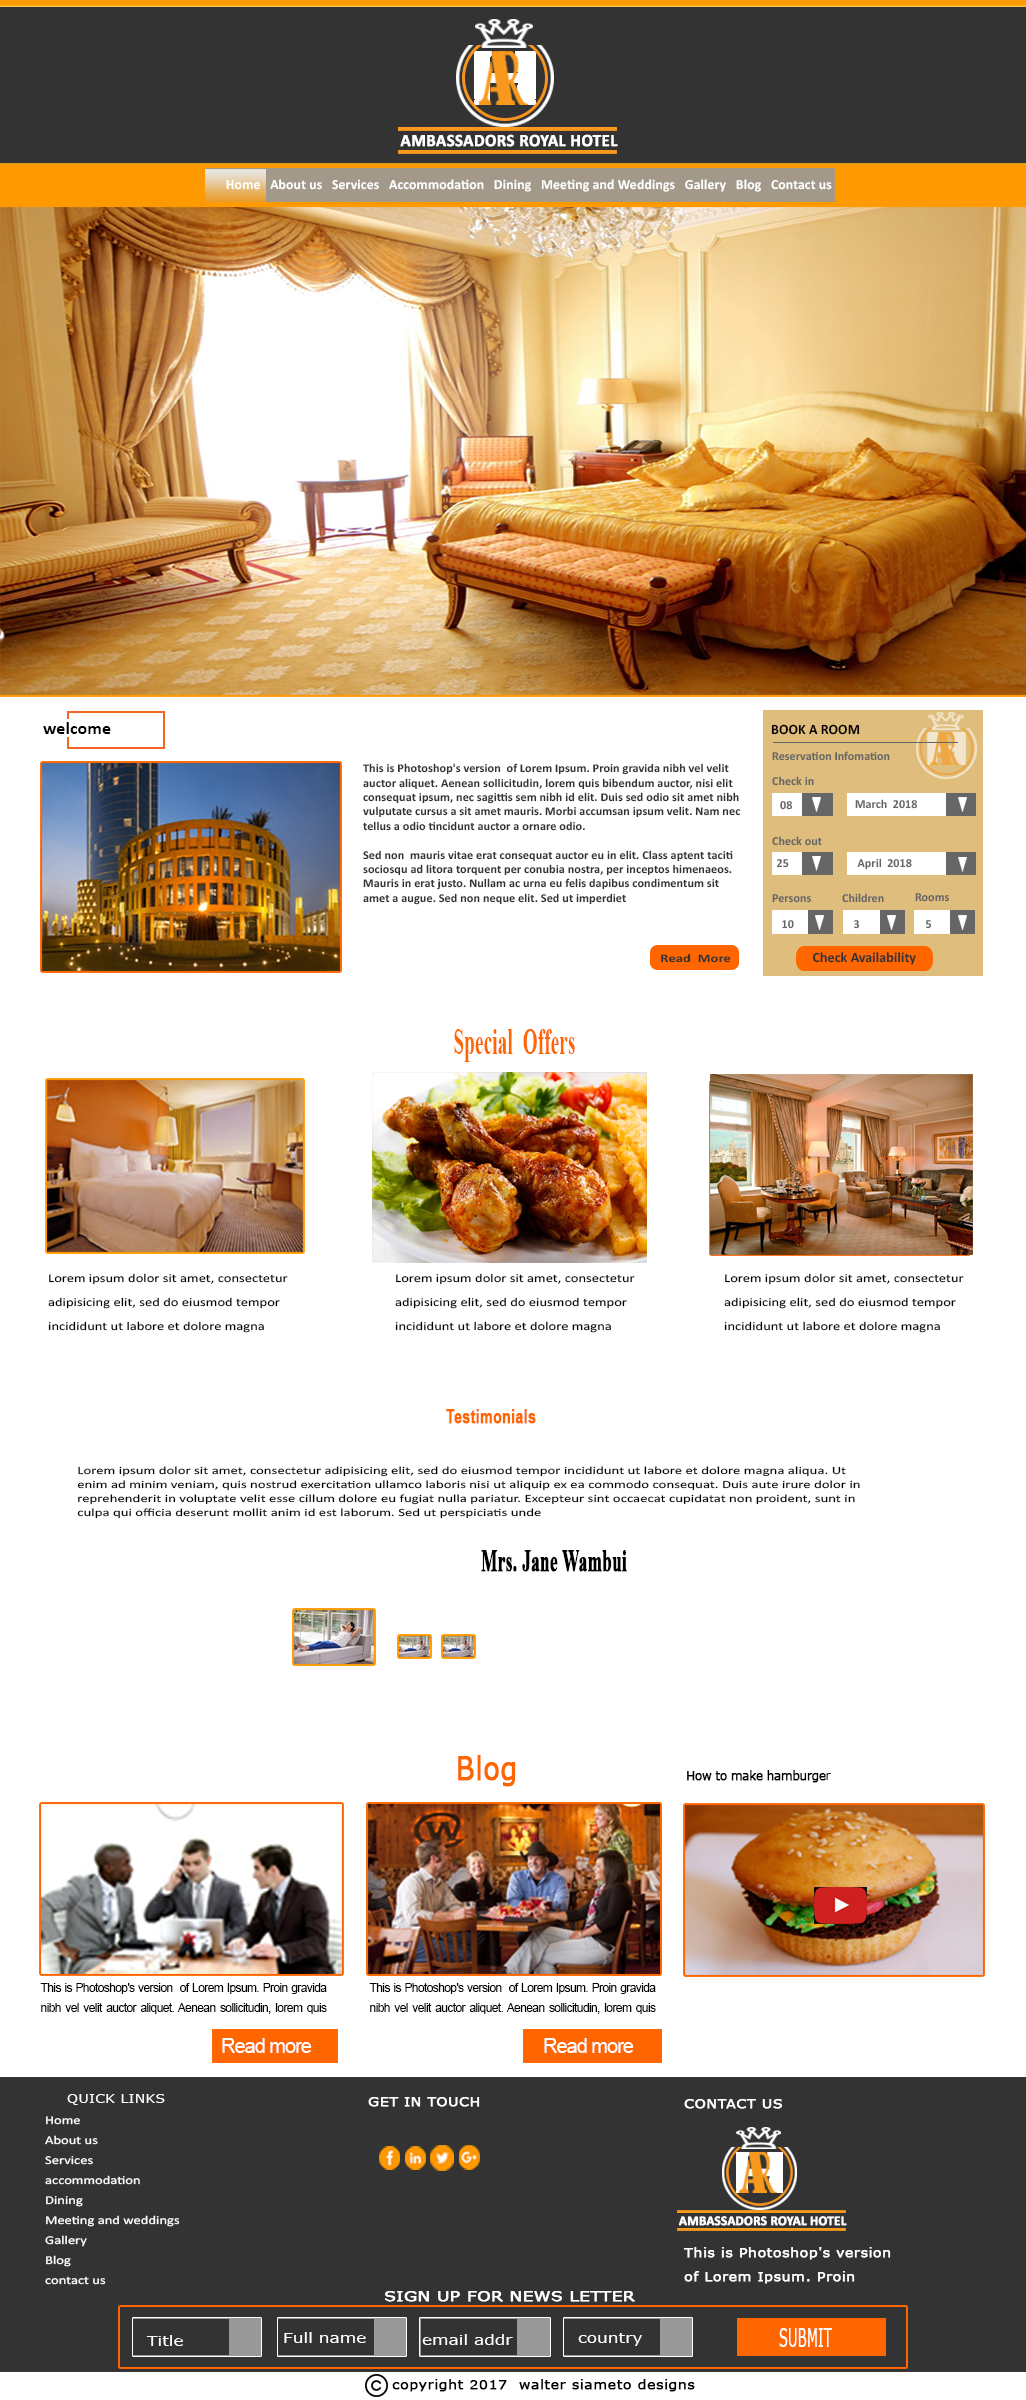 AR
AMBASSADORS ROYAL HOTEL
Home About us Services Accommodation Dining Meeting and Weddings Gallery Blog Contact us
welcome
This is Photoshop's version of Lorem Ipsum. Proin gravida nibh vel velit
auctor aliquet. Aenean sollicitudin, lorem quis bibendum auctor, nisi elit
consequat ipsum, nec sagittis sem nibh id elit. Duis sed odio sit amet nibh
vulputate cursus a sit amet mauris. Morbi accumsan ipsum velit. Nam nec
tellus a odio tincidunt auctor a ornare odio.
Sed non mauris vitae erat consequat auctor eu in elit. Class aptent taciti
sociosqu ad litora torquent per conubia nostra, per inceptos himenaeos.
Mauris in erat justo. Nullam ac urna eu felis dapibus condimentum sit
amet a augue. Sed non neque elit. Sed ut imperdiet
Read More
BOOK A ROOM
Reservation Infomation
Check in
08 March 2018
Check out
25 April 2018
Persons Children Rooms
10 3 5
Check Availability
Special Offers
Lorem ipsum dolor sit amet, consectetur
adipisicing elit, sed do eiusmod tempor
incididunt ut labore et dolore magna
Lorem ipsum dolor sit amet, consectetur
adipisicing elit, sed do eiusmod tempor
incididunt ut labore et dolore magna
Lorem ipsum dolor sit amet, consectetur
adipisicing elit, sed do eiusmod tempor
incididunt ut labore et dolore magna
Testimonials
Lorem ipsum dolor sit amet, consectetur adipisicing elit, sed do eiusmod tempor incididunt ut labore et dolore magna aliqua. Ut
enim ad minim veniam, quis nostrud exercitation ullamco laboris nisi ut aliquip ex ea commodo consequat. Duis aute irure dolor in
reprehenderit in voluptate velit esse cillum dolore eu fugiat nulla pariatur. Excepteur sint occaecat cupidatat non proident, sunt in
culpa qui officia deserunt mollit anim id est laborum. Sed ut perspiciatis unde
Mrs. Jane Wambui
Blog
How to make hamburger
This is Photoshop's version of Lorem Ipsum. Proin gravida
nibh vel velit auctor aliquet. Aenean sollicitudin, lorem quis
Read more
This is Photoshop's version of Lorem Ipsum. Proin gravida
nibh vel velit auctor aliquet. Aenean sollicitudin, lorem quis
Read more
QUICK LINKS
Home
About us
Services
accommodation
Dining
Meeting and weddings
Gallery
Blog
contact us
GET IN TOUCH
f in G+
CONTACT US
AR
AMBASSADORS ROYAL HOTEL
This is Photoshop's version
of Lorem Ipsum. Proin
SIGN UP FOR NEWS LETTER
Title Full name email addr country SUBMIT
© copyright 2017 walter siameto designs